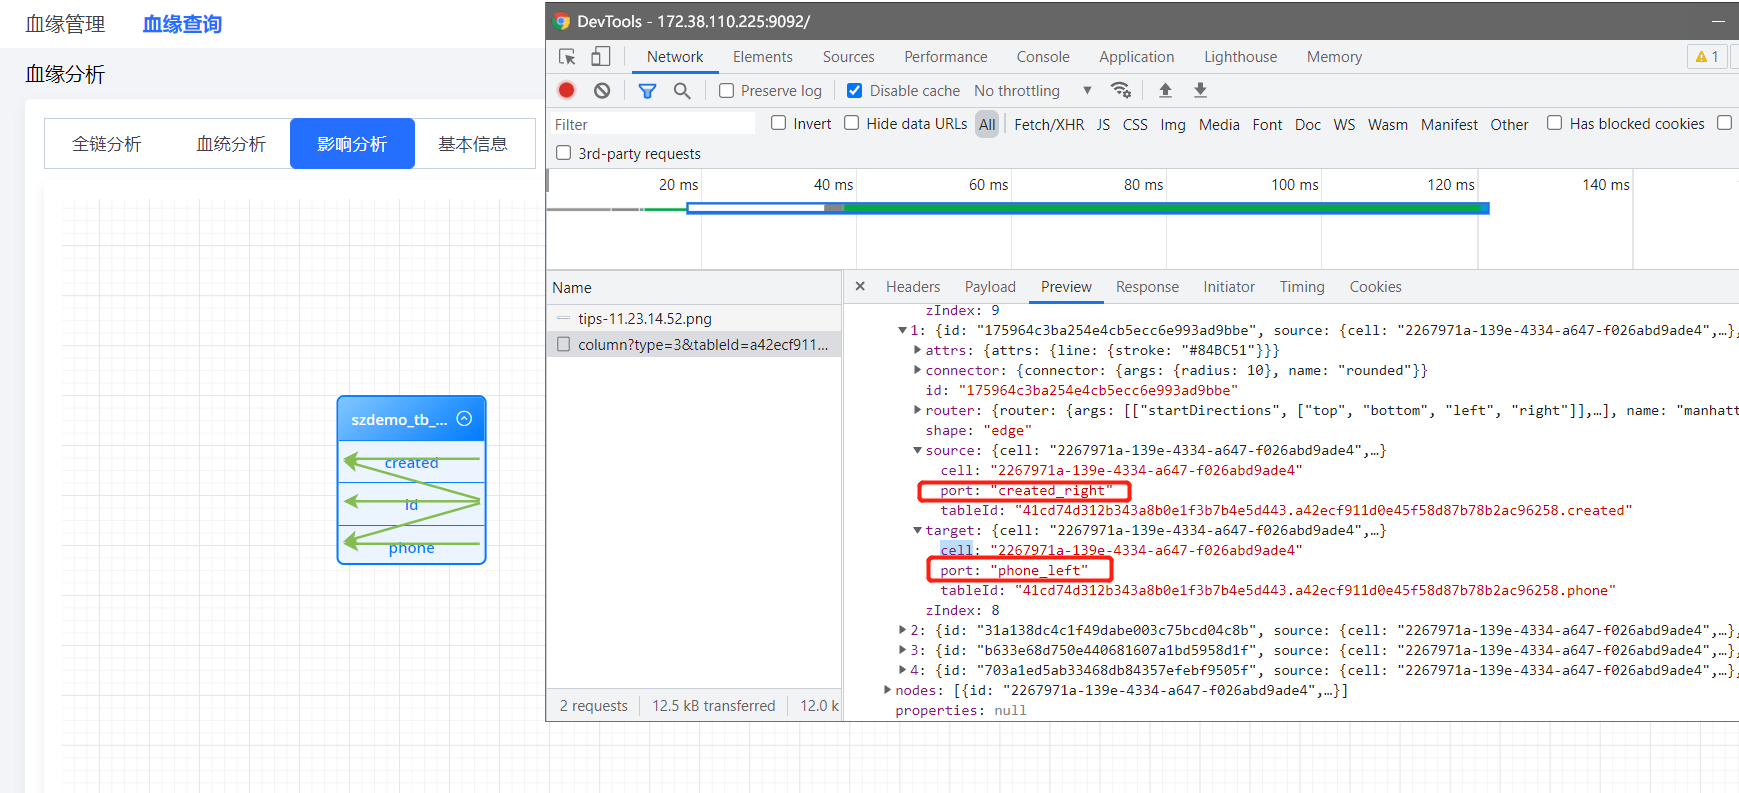 血缘管理 血缘查询
血缘分析
全链分析 血统分析 影响分析 基本信息
szdemo_tb_...
created
id
phone
DevTools - 172.38.110.225:9092/
Network Elements Sources Performance Console Application Lighthouse Memory 1
Preserve log Disable cache No throttling
Filter Invert Hide data URLs All Fetch/XHR JS CSS Img Media Font Doc WS Wasm Manifest Other Has blocked cookies
3rd-party requests
20 ms 40 ms 60 ms 80 ms 100 ms 120 ms 140 ms
Name
tips-11.23.14.52.png
column?type=3&tableId=a42ecf911...
2 requests 12.5 kB transferred 12.0 k
Headers Payload Preview Response Initiator Timing Cookies
zIndex: 9
1: {id: "175964c3ba254e4cb5ecc6e993ad9bbe", source: {cell: "2267971a-139e-4334-a647-f026abd9ade4",…},
attrs: {attrs: {line: {stroke: "#84BC51"}}}
connector: {connector: {args: {radius: 10}, name: "rounded"}}
id: "175964c3ba254e4cb5ecc6e993ad9bbe"
router: {router: {args: [["startDirections", ["top", "bottom", "left", "right"]],…], name: "manhatt
shape: "edge"
source: {cell: "2267971a-139e-4334-a647-f026abd9ade4",…}
cell: "2267971a-139e-4334-a647-f026abd9ade4"
port: "created_right"
tableId: "41cd74d312b343a8b0e1f3b7b4e5d443.a42ecf911d0e45f58d87b78b2ac96258.created"
target: {cell: "2267971a-139e-4334-a647-f026abd9ade4",…}
cell: "2267971a-139e-4334-a647-f026abd9ade4"
port: "phone_left"
tableId: "41cd74d312b343a8b0e1f3b7b4e5d443.a42ecf911d0e45f58d87b78b2ac96258.phone"
zIndex: 8
2: {id: "31a138dc4c1f49dabe003c75bcd04c8b", source: {cell: "2267971a-139e-4334-a647-f026abd9ade4",…},
3: {id: "b633e68d750e440681607a1bd5958d1f", source: {cell: "2267971a-139e-4334-a647-f026abd9ade4",…},
4: {id: "703a1ed5ab33468db84357efebf9505f", source: {cell: "2267971a-139e-4334-a647-f026abd9ade4",…},
nodes: [{id: "2267971a-139e-4334-a647-f026abd9ade4",…}]
properties: null